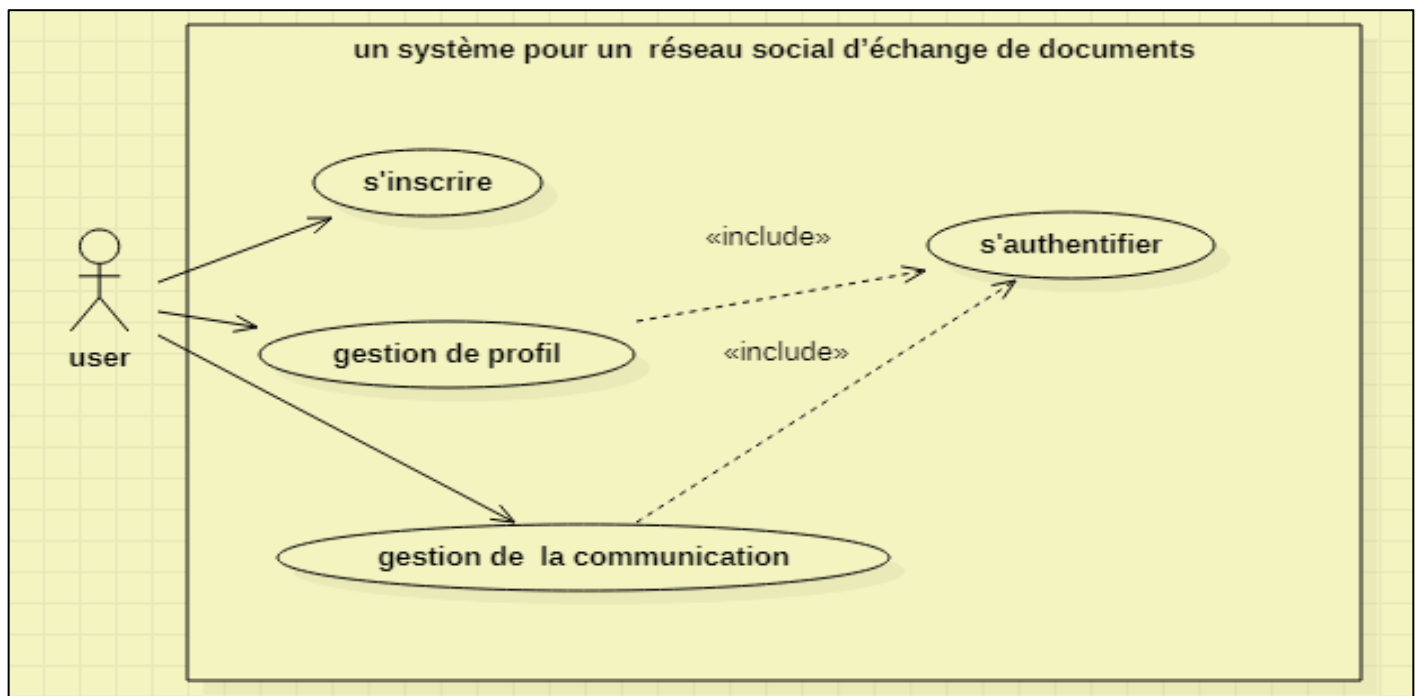 un système pour un  réseau social d’échange de documents
s'inscrire
«include»
s'authentifier
user
gestion de profil
«include»
gestion de  la communication